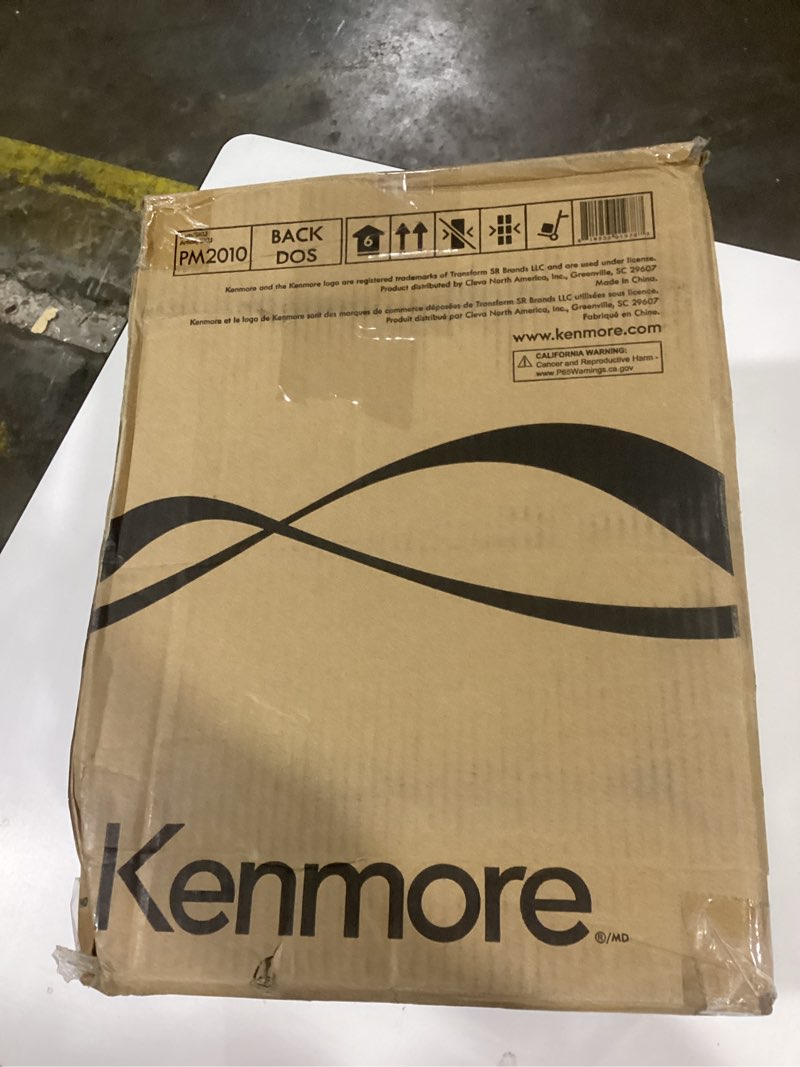 PM2010
BACK
DOS
6
Kenmore and the Kenmore logo are registered trademarks of Transform SR Brands LLC and are used under license.
Product distributed by Cleva North America, Inc., Greenville, SC 29607
Made in China.
Kenmore et le logo de Kenmore sont des marques de commerce déposées de Transform SR Brands LLC utilisées sous licence.
Produit distribué par Cleva North America, Inc., Greenville, SC 29607
Fabriqué en Chine.
www.kenmore.com
CALIFORNIA WARNING:
Cancer and Reproductive Harm -
www.P65Warnings.ca.gov
Kenmore
®/MD